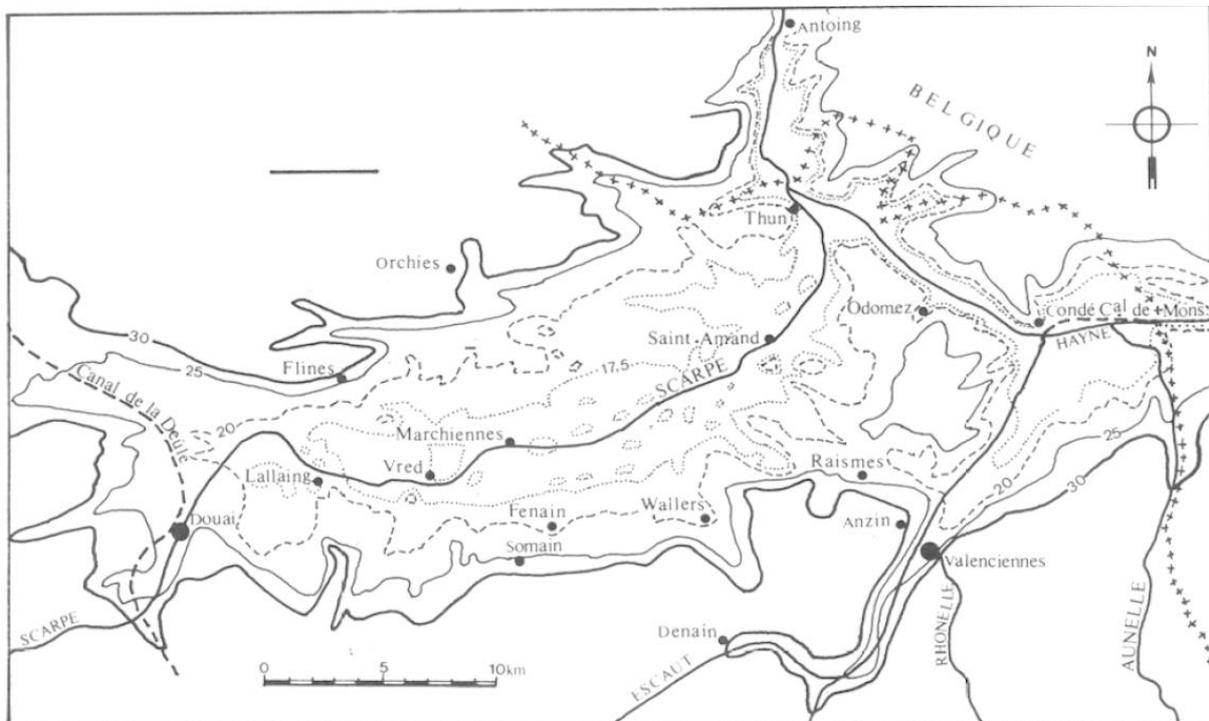 Antoing
N
BELGIQUE
Thun
Orchies
Odomez
Condé
Cal de Mons
HAYNE
30
25
Saint-Amand
Flines
17,5
SCARPE
Canal de la Deûle
20
Marchiennes
25
Vred
Raismes
Lallaing
20
30
Fenain
Wallers
Douai
Anzin
Somain
Valenciennes
SCARPE
Denain
RHONELLE
AUNELLE
ESCAUT
0 5 10km